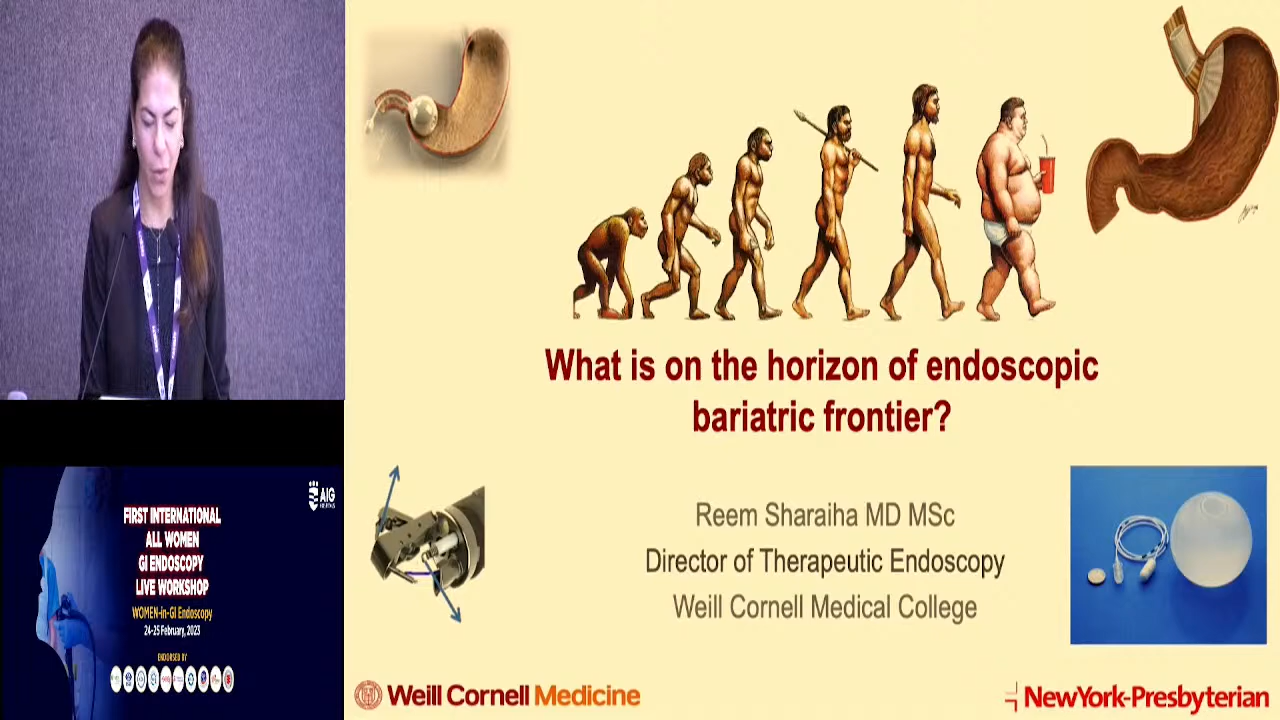 What is on the horizon of endoscopic
bariatric frontier?
Reem Sharaiha MD MSc
Director of Therapeutic Endoscopy
Weill Cornell Medical College
Weill Cornell Medicine
NewYork-Presbyterian
AIG
HOSPITALS
FIRST INTERNATIONAL
ALL WOMEN
GI ENDOSCOPY
LIVE WORKSHOP
WOMEN-in-GI Endoscopy
24-25 February, 2023
ENDORSED BY